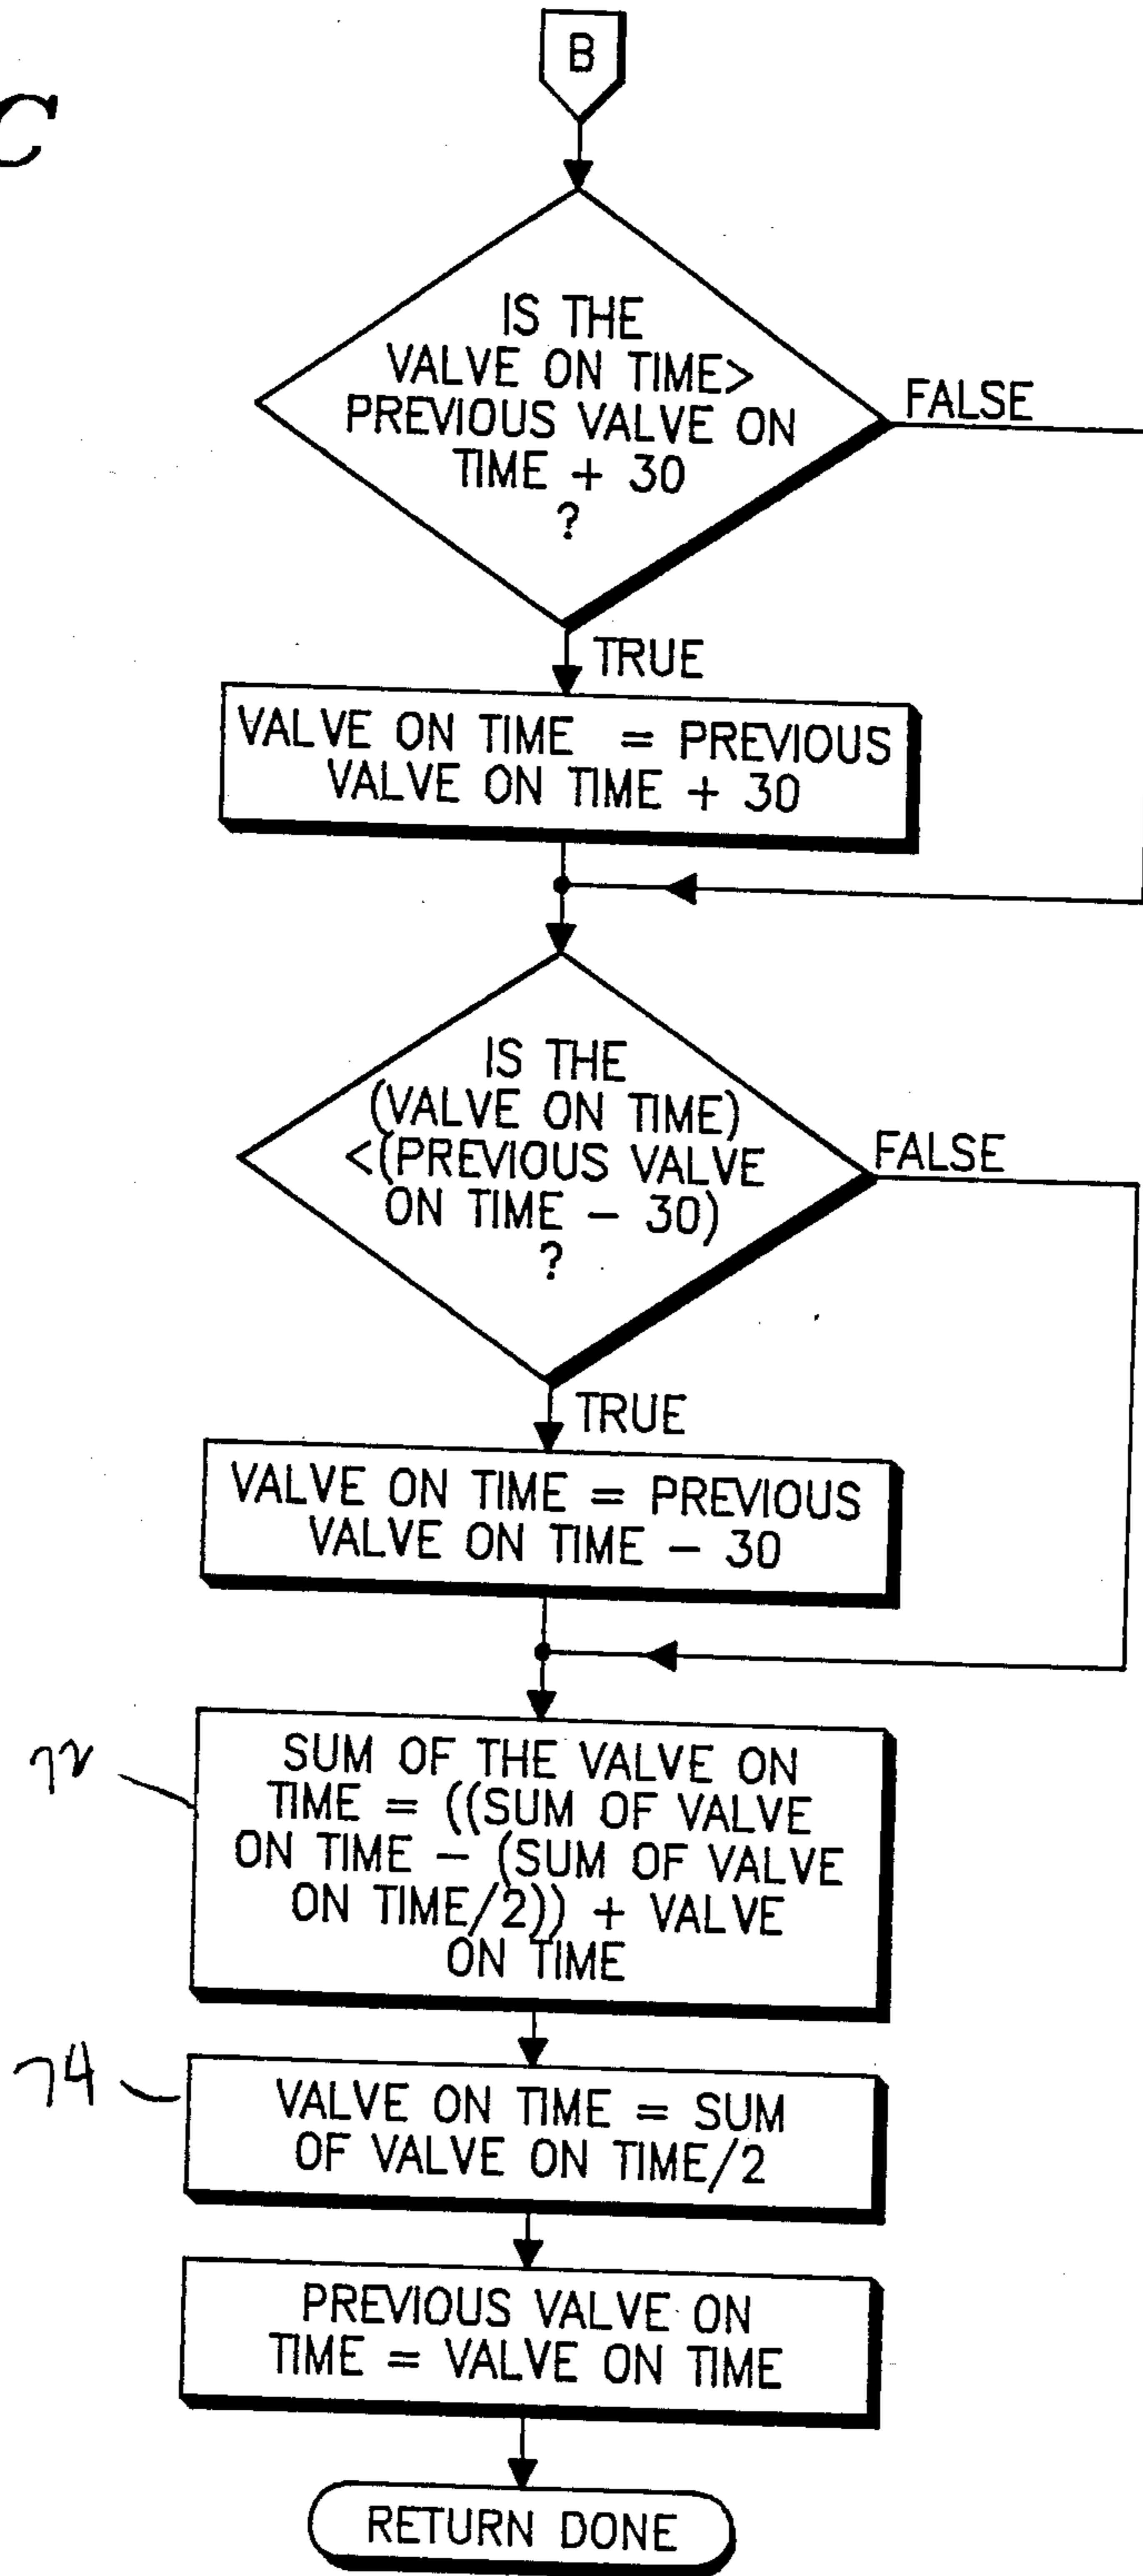 C
B
IS THE
VALVE ON TIME>
PREVIOUS VALVE ON
TIME + 30
?
FALSE
TRUE
VALVE ON TIME = PREVIOUS
VALVE ON TIME + 30
IS THE
(VALVE ON TIME)
<(PREVIOUS VALVE
ON TIME - 30)
?
FALSE
TRUE
VALVE ON TIME = PREVIOUS
VALVE ON TIME - 30
72
SUM OF THE VALVE ON
TIME = ((SUM OF VALVE
ON TIME - (SUM OF VALVE
ON TIME/2)) + VALVE
ON TIME
74
VALVE ON TIME = SUM
OF VALVE ON TIME/2
PREVIOUS VALVE ON
TIME = VALVE ON TIME
RETURN DONE